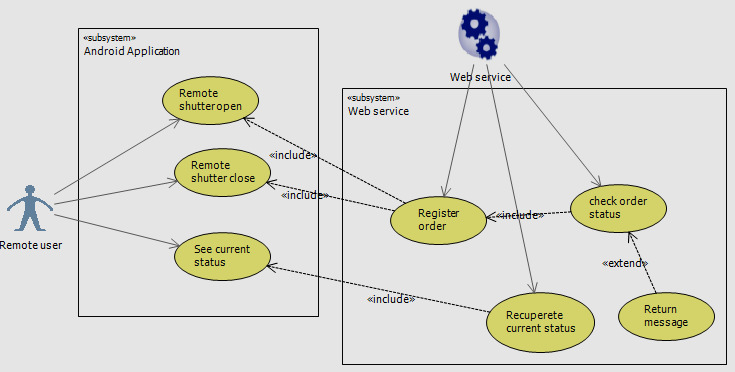 «subsystem»
Android Application
Remote
shutter open
Remote
shutter close
See current
status
Remote user
Web service
«subsystem»
Web service
Register
order
check order
status
Recuperete
current status
Return
message
«include»
«include»
«include»
«include»
«extend»